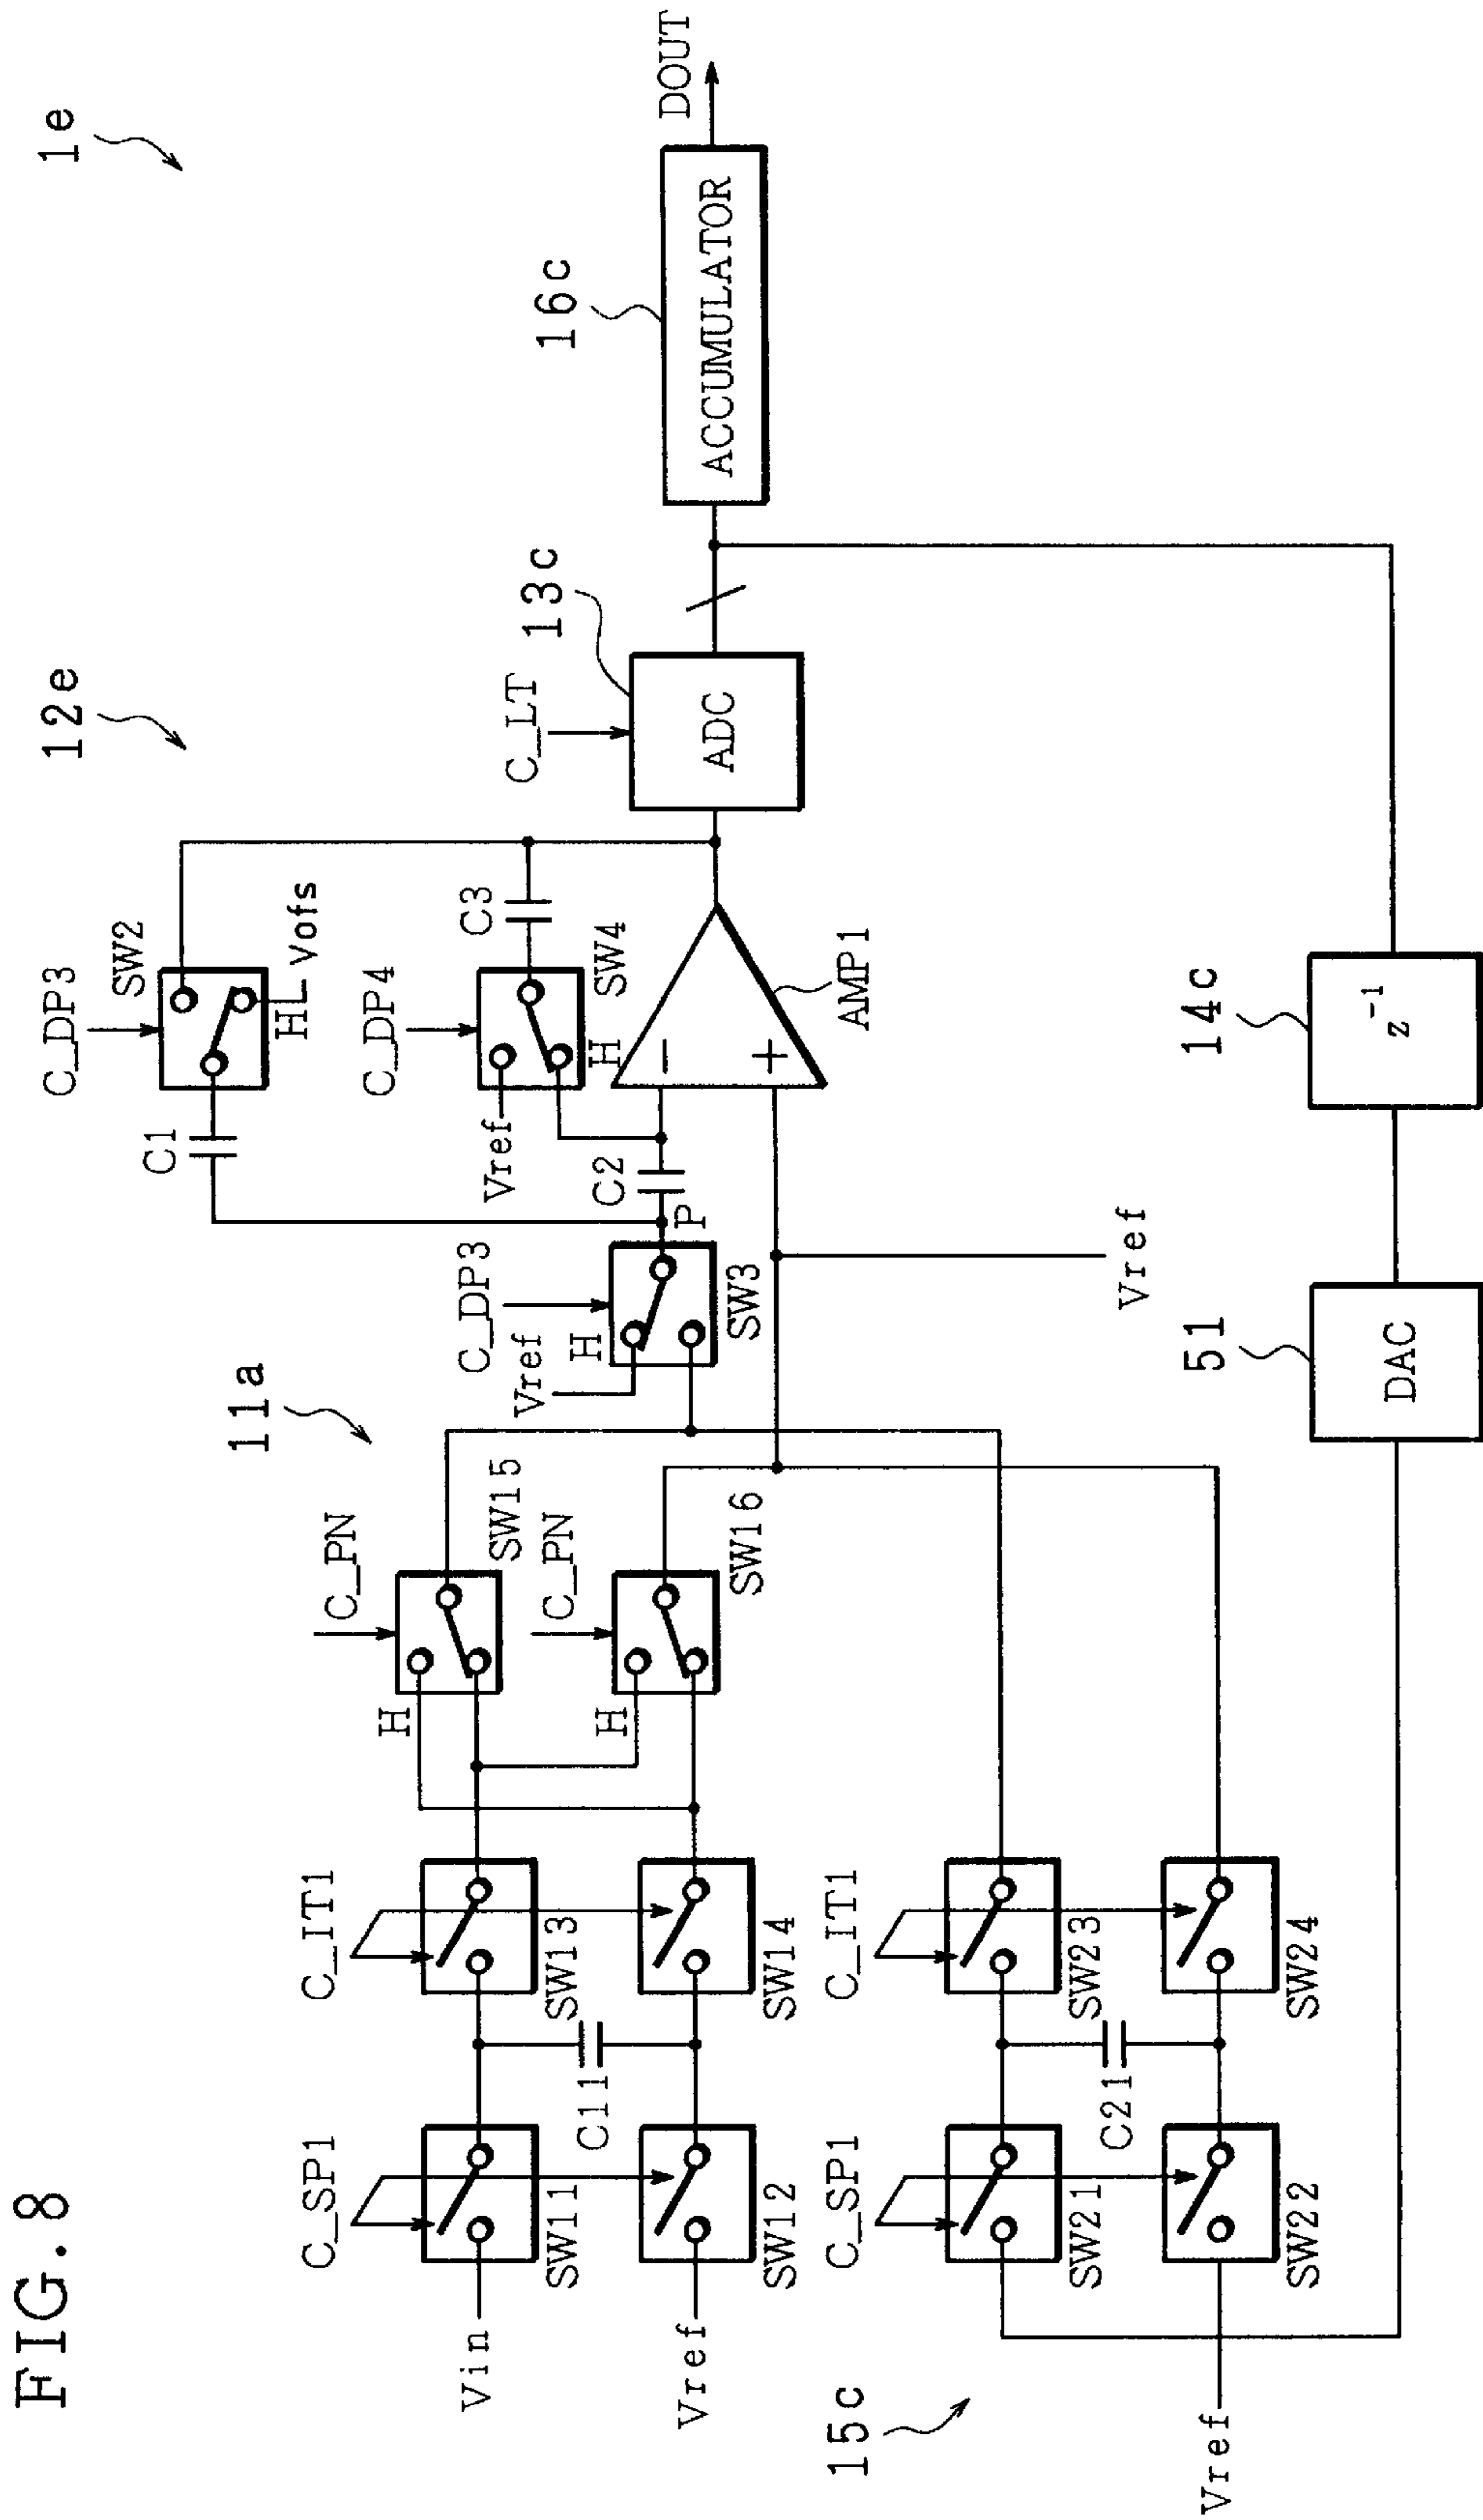 FIG.8
1e
12e
11a
C_DP3
SW2
C1
H
Vofs
C_DP4
C3
SW4
Vref
H
C_LT
13c
ADC
16c
ACCUMULATOR
DOUT
C_SP1
C_IT1
C_PN
H
SW15
Vin
SW11
SW13
C11
C_PN
H
SW16
Vref
SW12
SW14
C_DP3
Vref
H
SW3
P
C2
−
+
AMP1
Vref
C_SP1
C_IT1
SW21
SW23
C21
15c
Vref
SW22
SW24
51
DAC
14c
z⁻¹